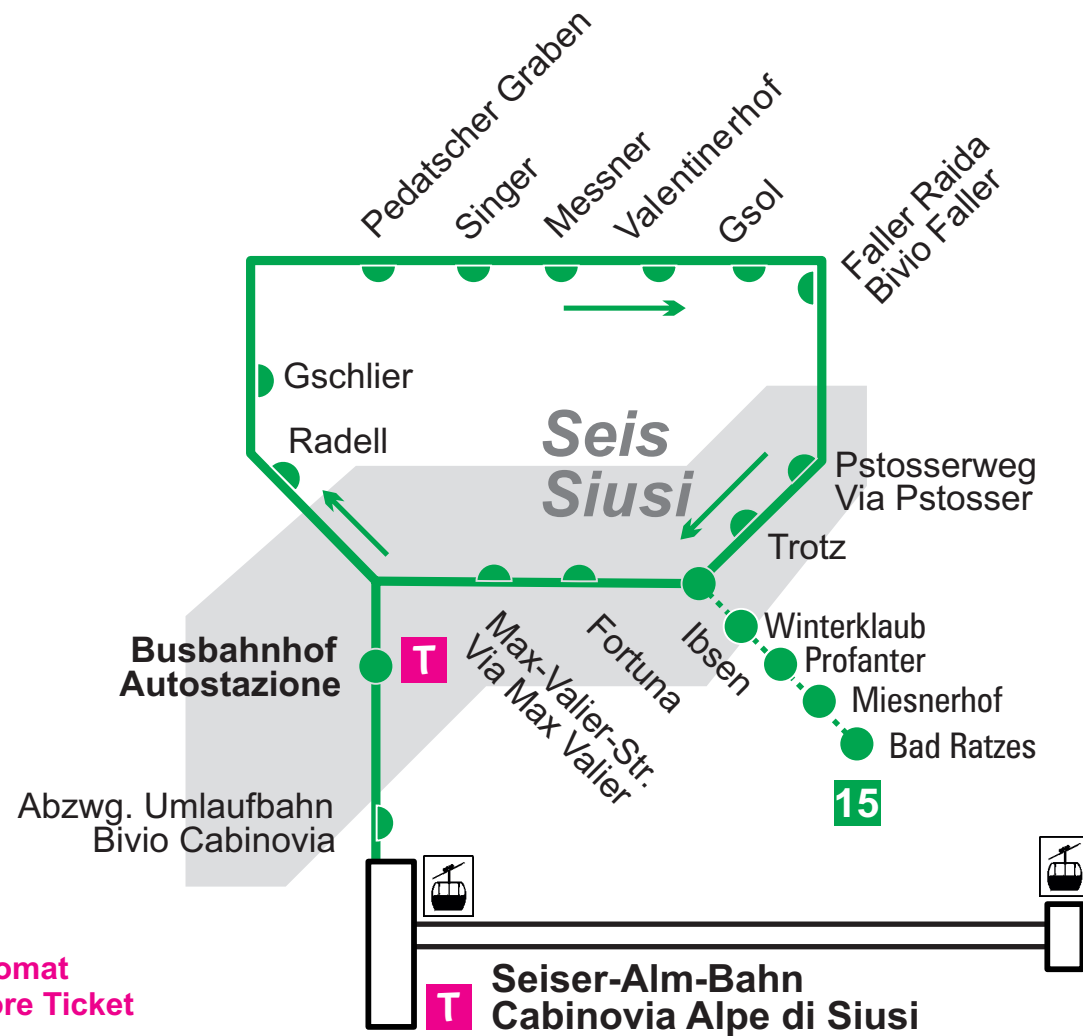 Pedatscher Graben
Singer
Messner
Valentinerhof
Gsol
Faller Raida
Bivio Faller
Gschlier
Radell
Seis
Siusi
Pstosserweg
Via Pstosser
Trotz
Busbahnhof
Autostazione
T
Max-Valier-Str.
Via Max Valier
Fortuna
Ibsen
Winterklaub
Profanter
Miesnerhof
Bad Ratzes
15
Abzwg. Umlaufbahn
Bivio Cabinovia
omat
ore Ticket
T
Seiser-Alm-Bahn
Cabinovia Alpe di Siusi